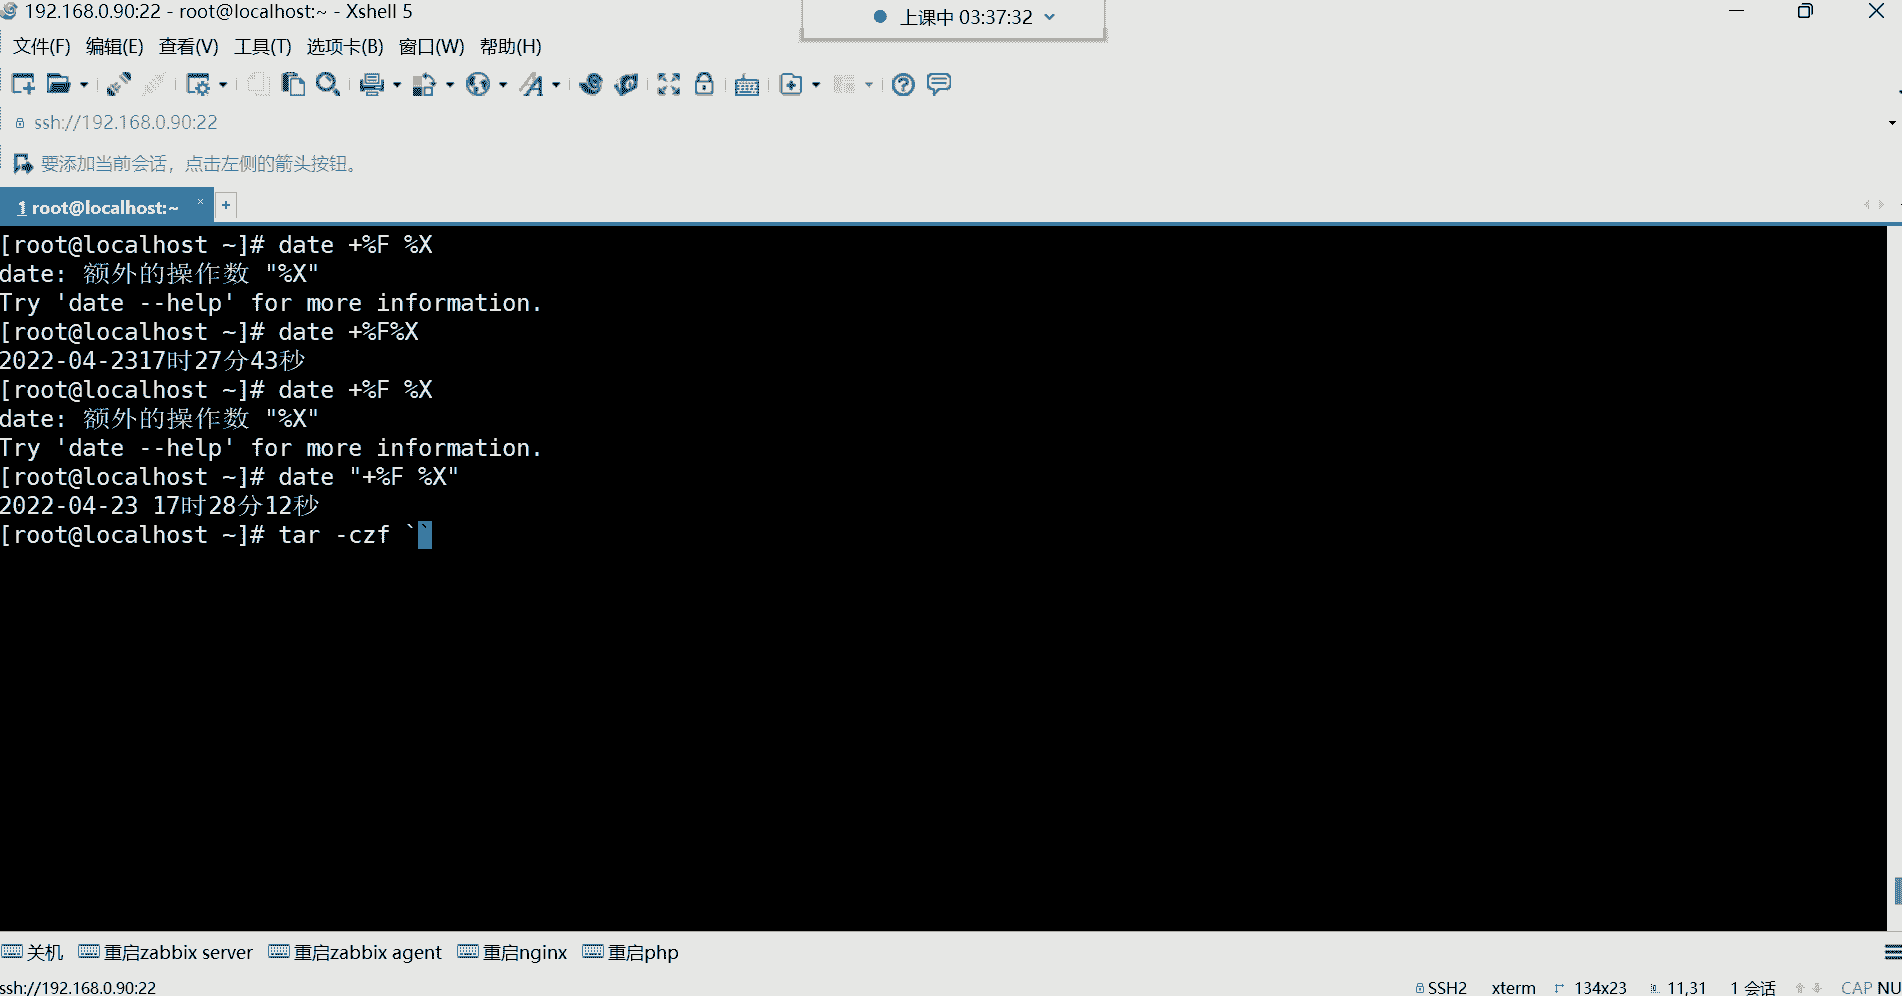 192.168.0.90:22 - root@localhost:~ - Xshell 5
上课中 03:37:32
文件(F) 编辑(E) 查看(V) 工具(T) 选项卡(B) 窗口(W) 帮助(H)
ssh://192.168.0.90:22
要添加当前会话，点击左侧的箭头按钮。
1 root@localhost:~ × +
[root@localhost ~]# date +%F %X
date: 额外的操作数 "%X"
Try 'date --help' for more information.
[root@localhost ~]# date +%F%X
2022-04-2317时27分43秒
[root@localhost ~]# date +%F %X
date: 额外的操作数 "%X"
Try 'date --help' for more information.
[root@localhost ~]# date "+%F %X"
2022-04-23 17时28分12秒
[root@localhost ~]# tar -czf ``
关机 重启zabbix server 重启zabbix agent 重启nginx 重启php
ssh://192.168.0.90:22 SSH2 xterm 134x23 11,31 1 会话 CAP NU